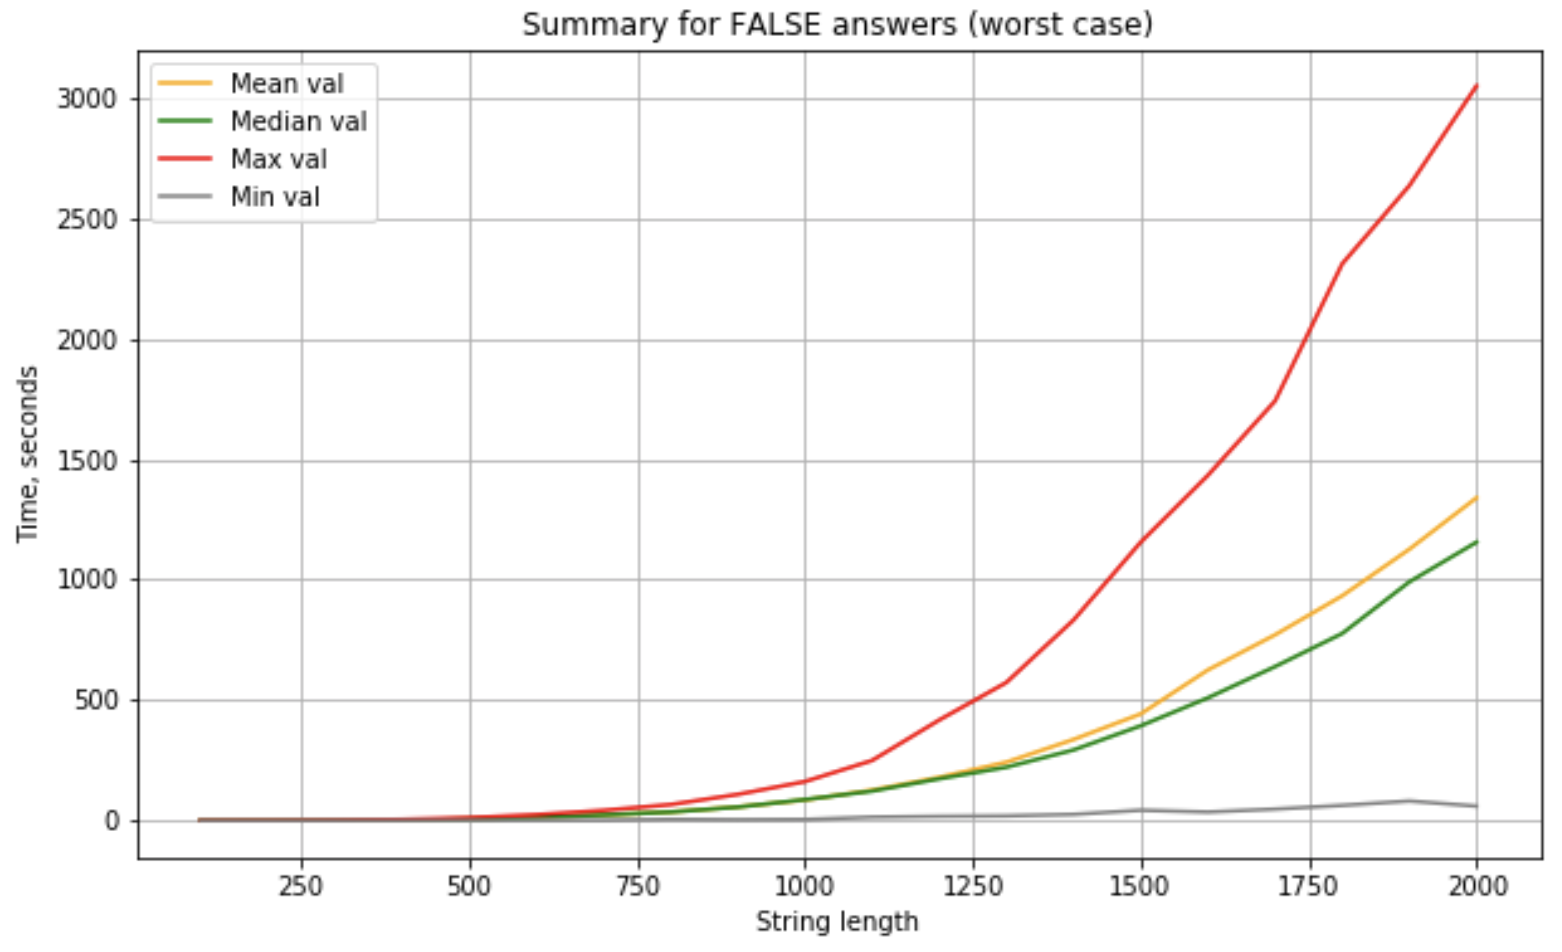 Summary for FALSE answers (worst case)
Mean val
Median val
Max val
Min val
3000
2500
2000
1500
1000
500
0
Time, seconds
250 500 750 1000 1250 1500 1750 2000
String length